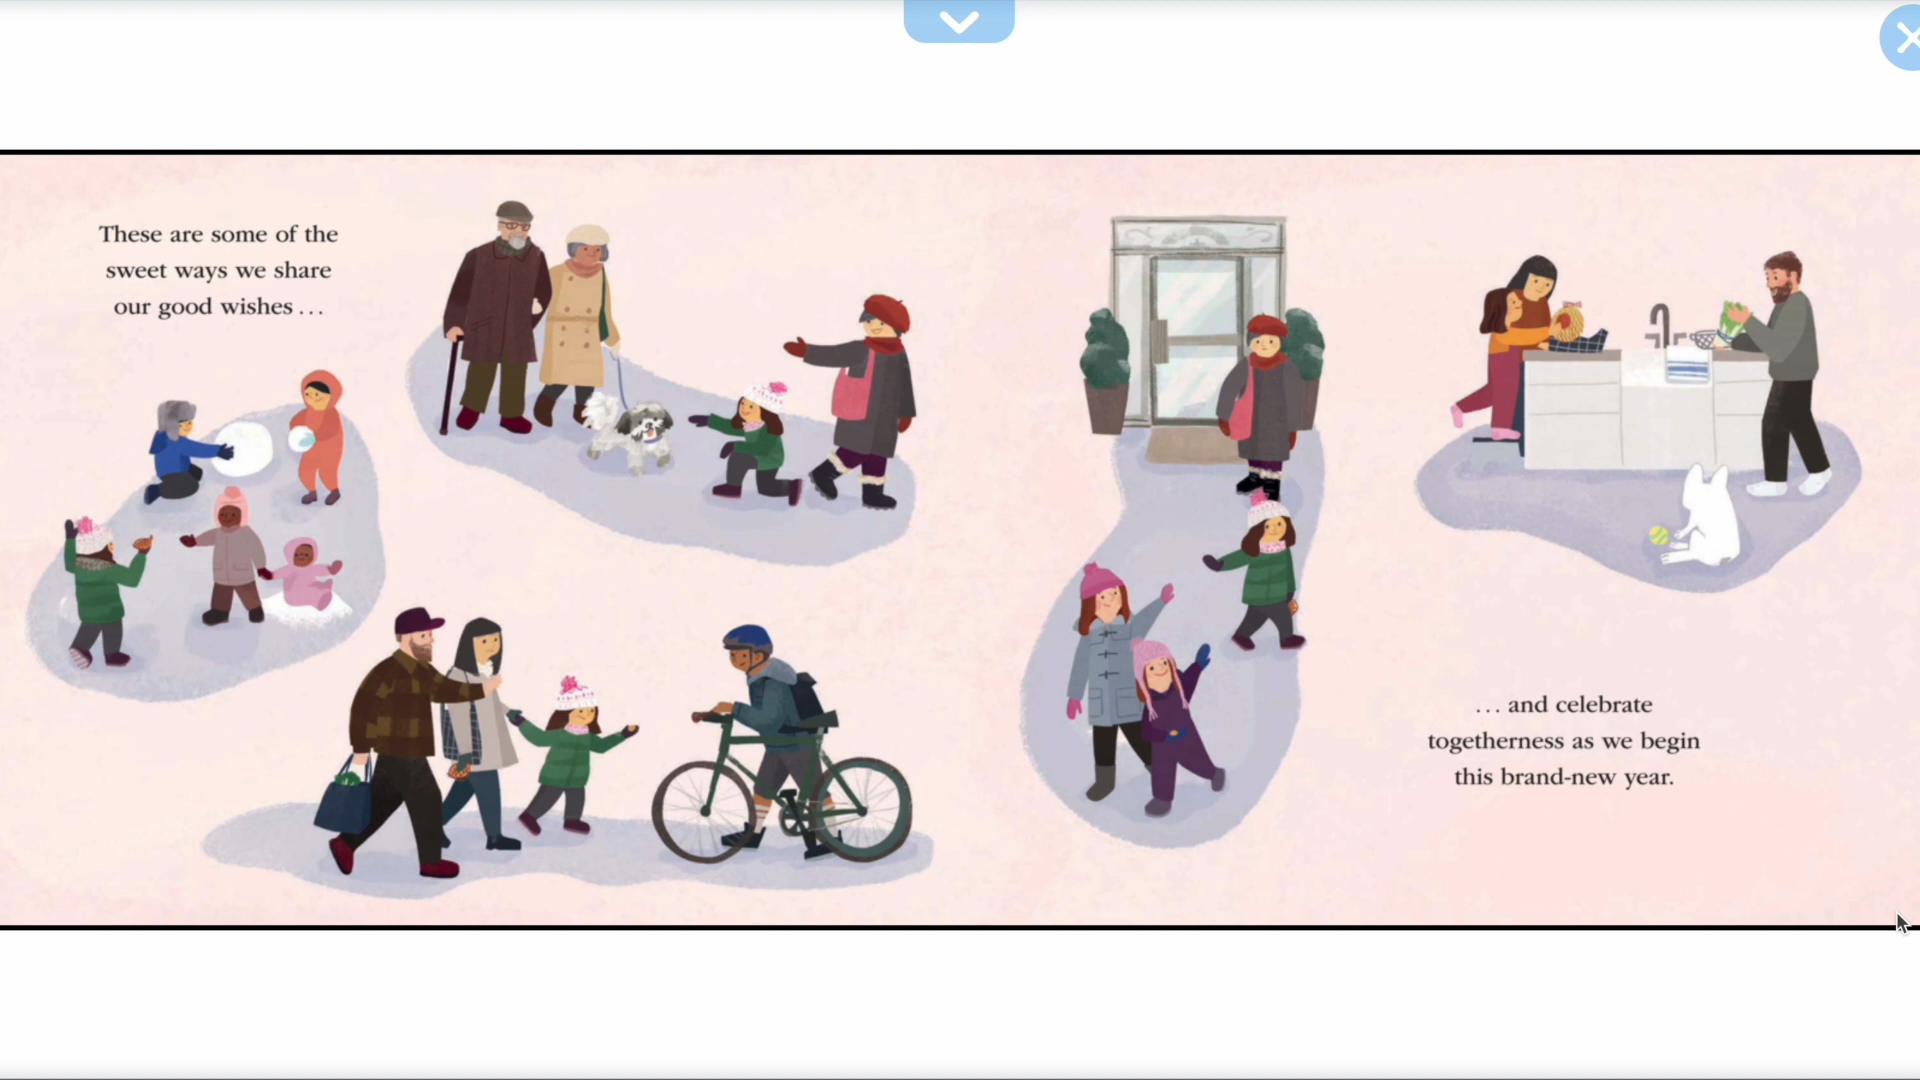 These are some of the
sweet ways we share
our good wishes . . .
. . . and celebrate
togetherness as we begin
this brand-new year.